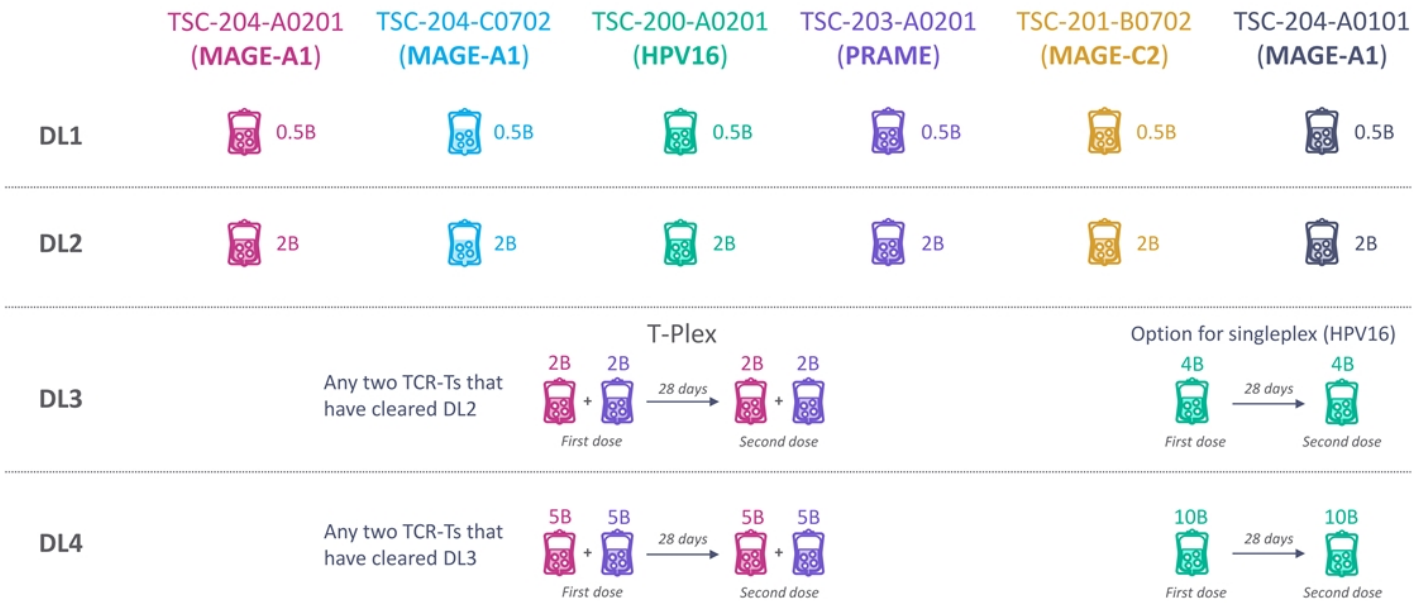 TSC-204-A0201 TSC-204-C0702 TSC-200-A0201 TSC-203-A0201 TSC-201-B0702 TSC-204-A0101
(MAGE-A1) (MAGE-A1) (HPV16) (PRAME) (MAGE-C2) (MAGE-A1)
DL1 0.5B 0.5B 0.5B 0.5B 0.5B 0.5B
DL2 2B 2B 2B 2B 2B 2B
T-Plex Option for singleplex (HPV16)
2B 2B 2B 2B 4B 4B
Any two TCR-Ts that
have cleared DL2
DL3 + 28 days + 28 days
First dose Second dose First dose Second dose
5B 5B 5B 5B 10B 10B
Any two TCR-Ts that
have cleared DL3
DL4 + 28 days + 28 days
First dose Second dose First dose Second dose